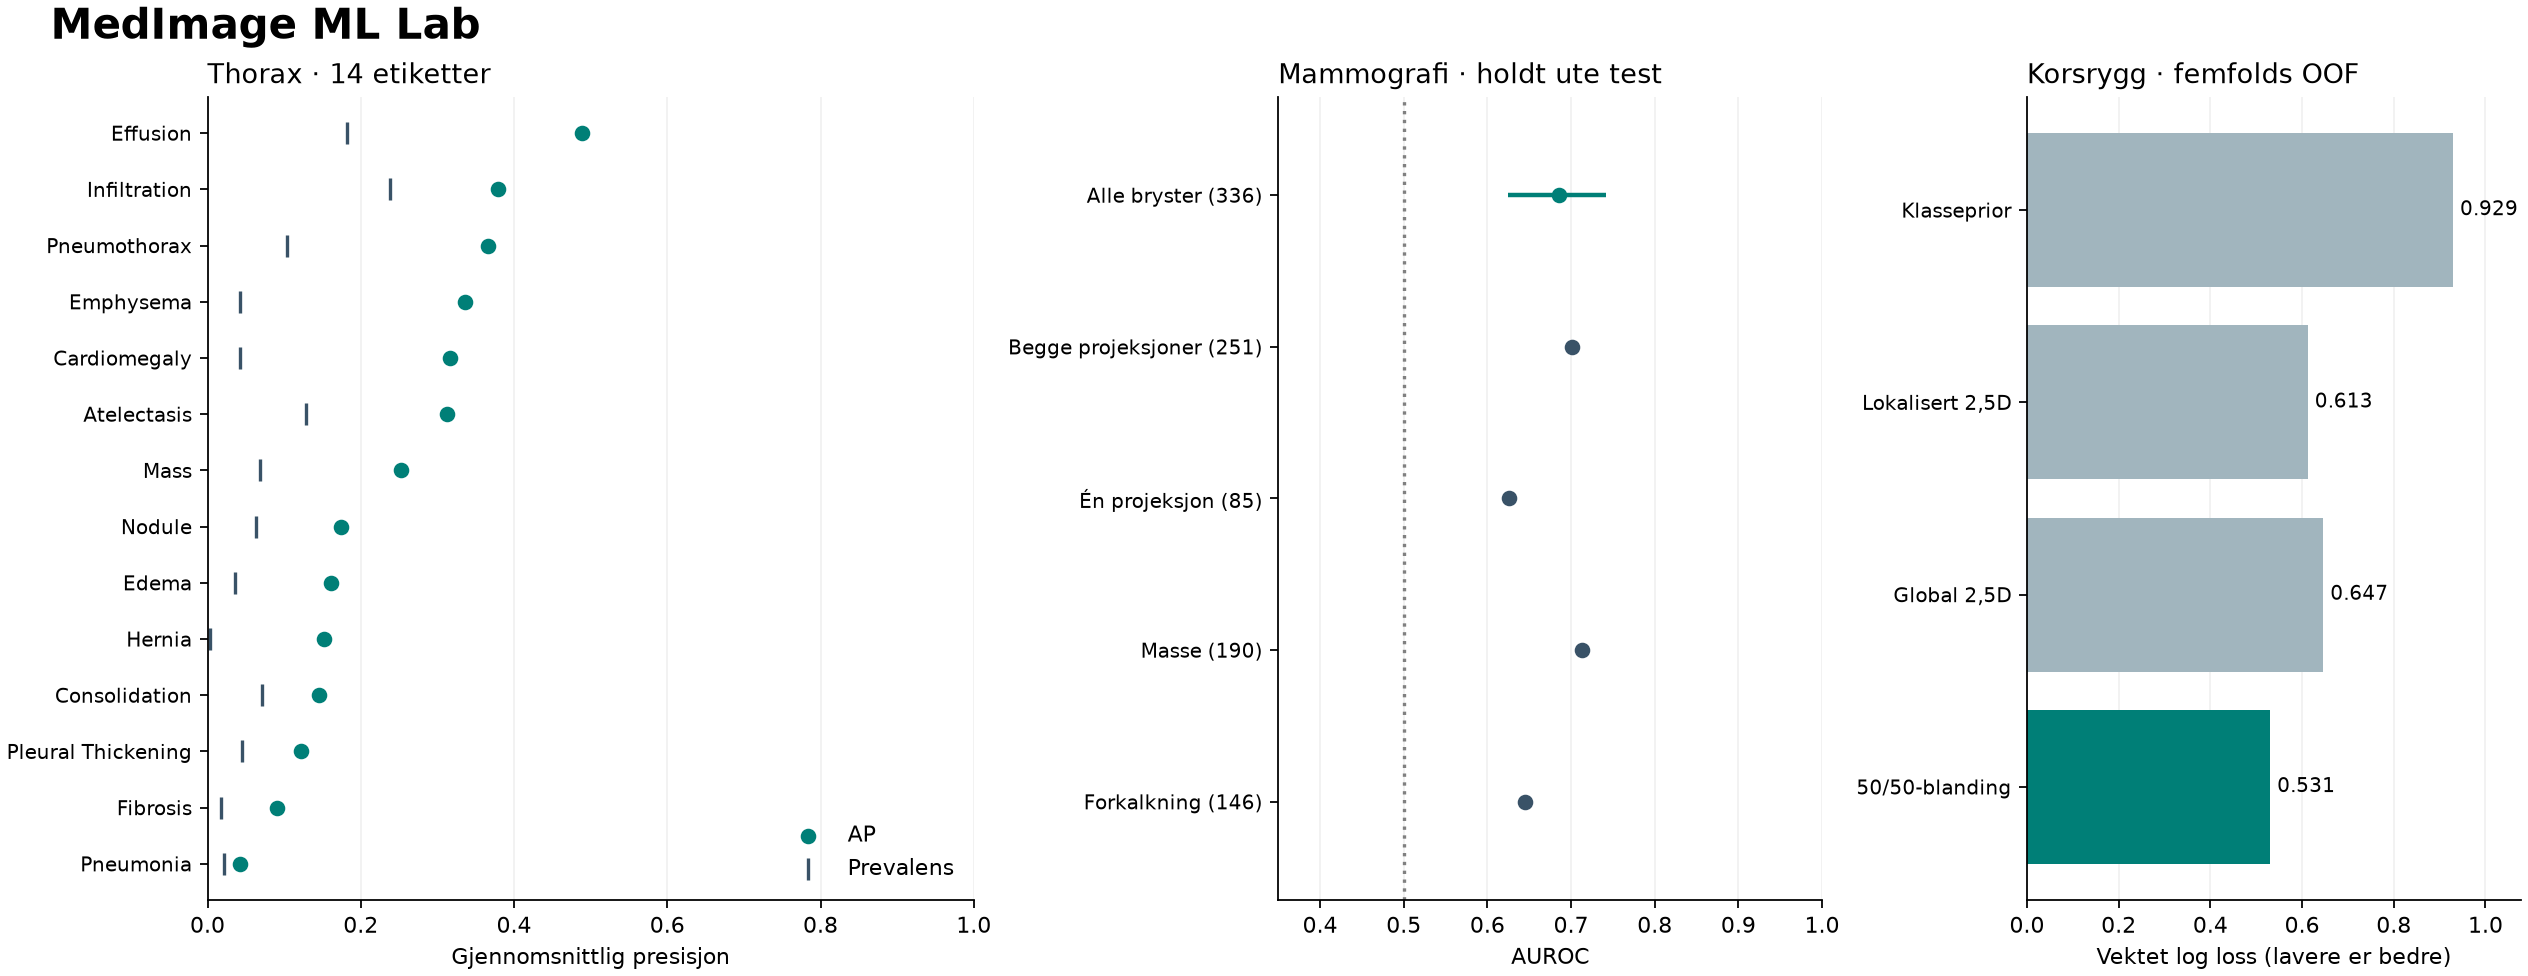 MedImage ML Lab
Thorax · 14 etiketter
Effusion
Infiltration
Pneumothorax
Emphysema
Cardiomegaly
Atelectasis
Mass
Nodule
Edema
Hernia
Consolidation
Pleural Thickening
Fibrosis
Pneumonia
AP
Prevalens
0.0 0.2 0.4 0.6 0.8 1.0
Gjennomsnittlig presisjon
Mammografi · holdt ute test
Alle bryster (336)
Begge projeksjoner (251)
Én projeksjon (85)
Masse (190)
Forkalkning (146)
0.4 0.5 0.6 0.7 0.8 0.9 1.0
AUROC
Korsrygg · femfolds OOF
Klasseprior 0.929
Lokalisert 2,5D 0.613
Global 2,5D 0.647
50/50-blanding 0.531
0.0 0.2 0.4 0.6 0.8 1.0
Vektet log loss (lavere er bedre)